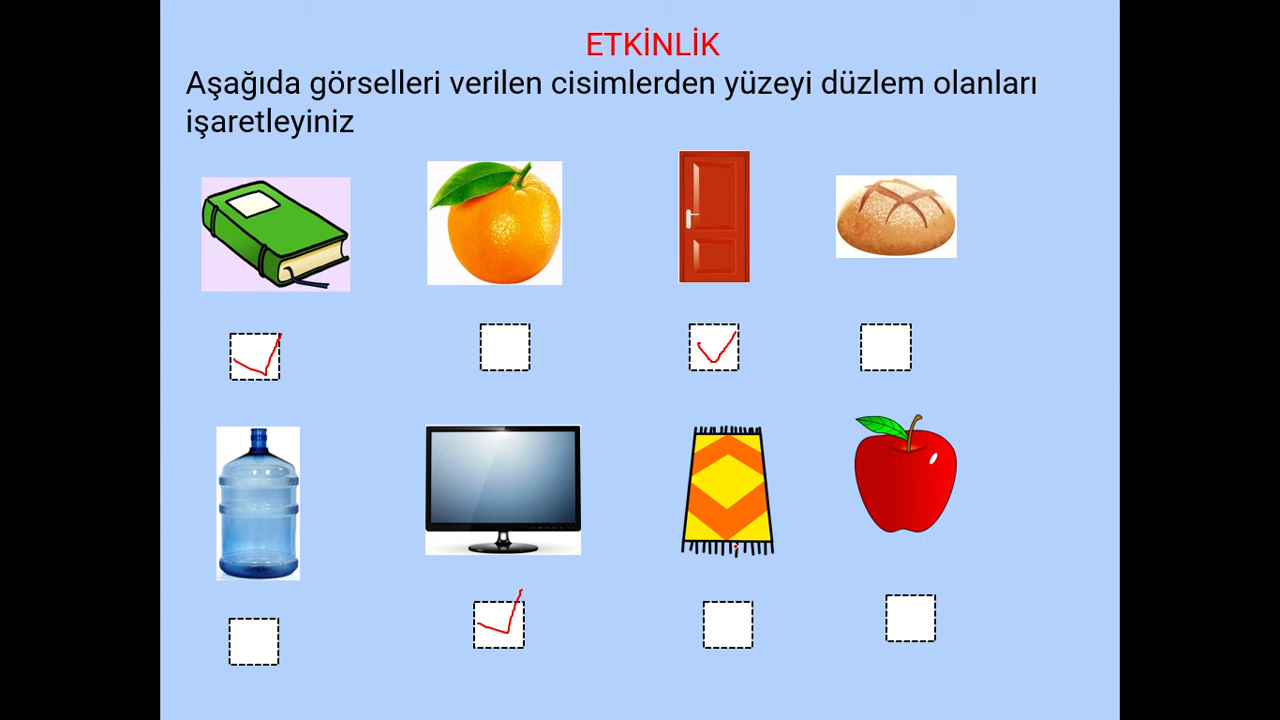 ETKİNLİK
Aşağıda görselleri verilen cisimlerden yüzeyi düzlem olanları
işaretleyiniz